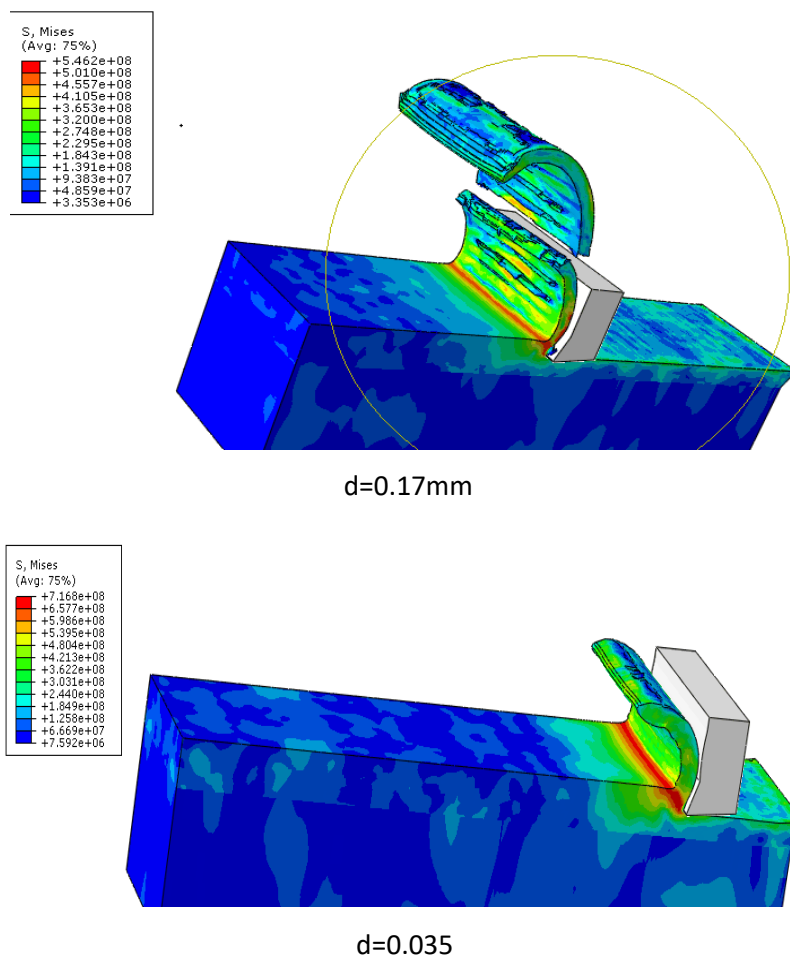 S, Mises
(Avg: 75%)
+5.462e+08
+5.010e+08
+4.557e+08
+4.105e+08
+3.653e+08
+3.200e+08
+2.748e+08
+2.295e+08
+1.843e+08
+1.391e+08
+9.383e+07
+4.859e+07
+3.353e+06
d=0.17mm
S, Mises
(Avg: 75%)
+7.168e+08
+6.577e+08
+5.986e+08
+5.395e+08
+4.804e+08
+4.213e+08
+3.622e+08
+3.031e+08
+2.440e+08
+1.849e+08
+1.258e+08
+6.669e+07
+7.592e+06
d=0.035